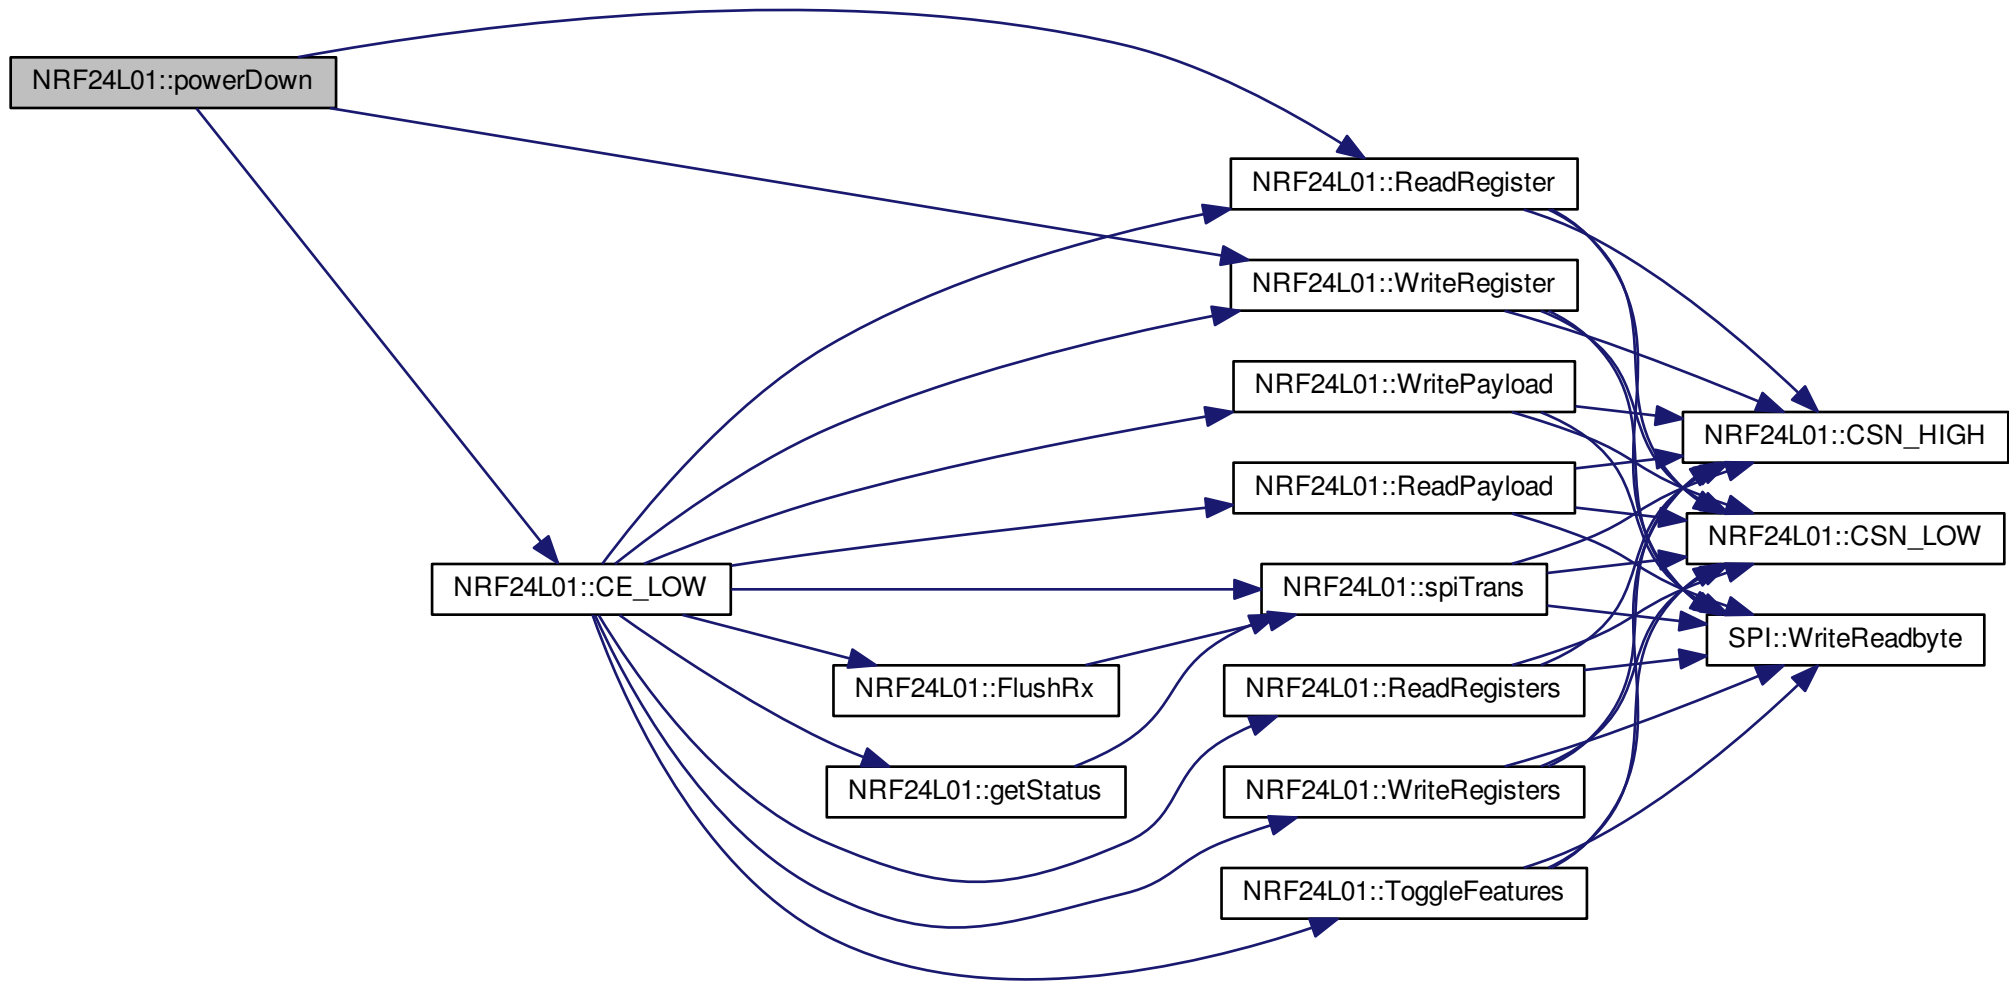 NRF24L01::powerDown
NRF24L01::ReadRegister
NRF24L01::WriteRegister
NRF24L01::WritePayload
NRF24L01::CSN_HIGH
NRF24L01::ReadPayload
NRF24L01::CSN_LOW
NRF24L01::CE_LOW
NRF24L01::spiTrans
SPI::WriteReadbyte
NRF24L01::FlushRx
NRF24L01::ReadRegisters
NRF24L01::getStatus
NRF24L01::WriteRegisters
NRF24L01::ToggleFeatures